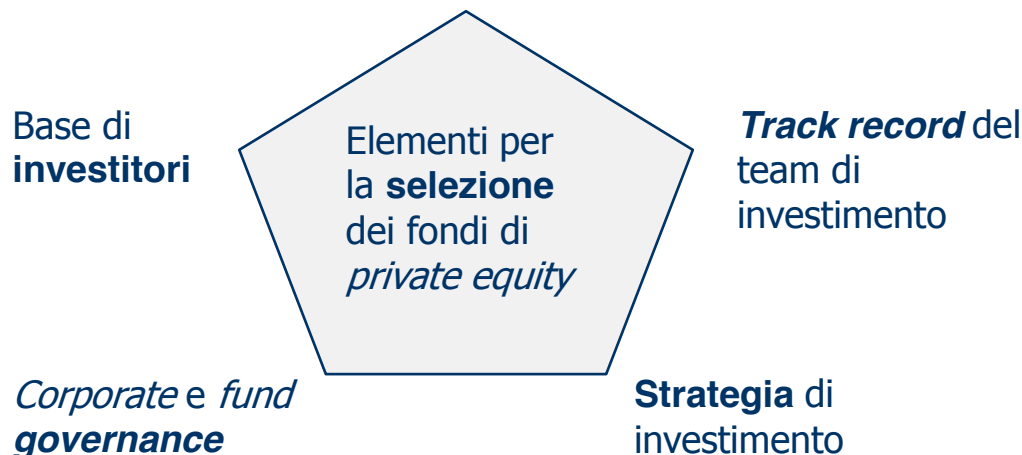 Base di
investitori
Elementi per
la selezione
dei fondi di
private equity
Track record del
team di
investimento
Corporate e fund
governance
Strategia di
investimento